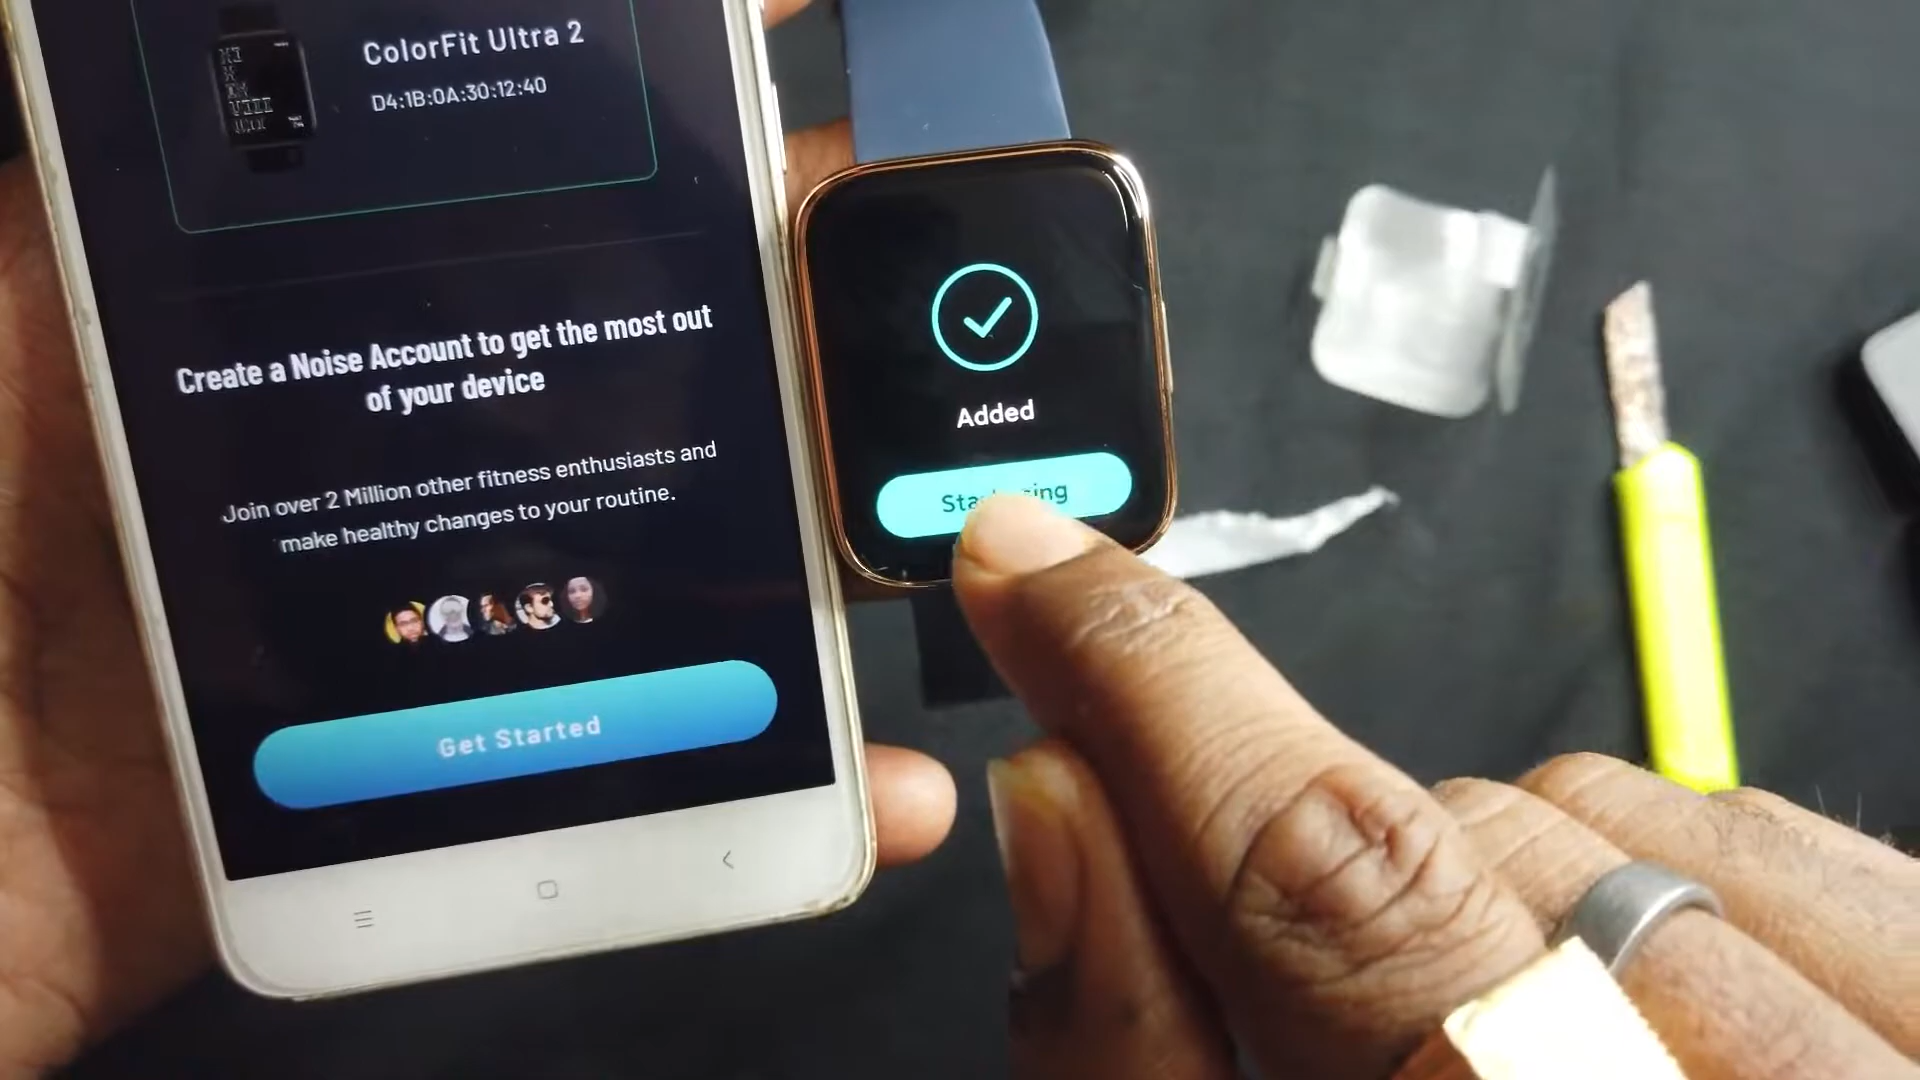 ColorFit Ultra 2
D4:1B:0A:30:12:40
Create a Noise Account to get the most out
of your device
Join over 2 Million other fitness enthusiasts and
make healthy changes to your routine.
Get Started
Added